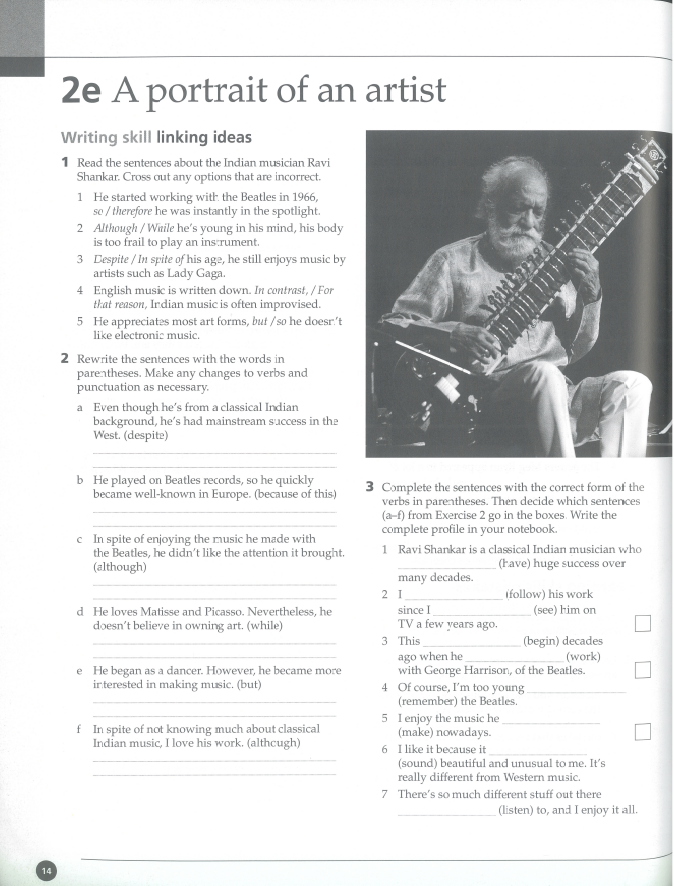 2e A portrait of an artist
Writing skill linking ideas
1 Read the sentences about the Indian musician Ravi
Shankar. Cross out any options that are incorrect.
1 He started working with the Beatles in 1966,
so / therefore he was instantly in the spotlight.
2 Although / While he's young in his mind, his body
is too frail to play an instrument.
3 Despite / In spite of his age, he still enjoys music by
artists such as Lady Gaga.
4 English music is written down. In contrast, / For
that reason, Indian music is often improvised.
5 He appreciates most art forms, but / so he doesn't
like electronic music.
2 Rewrite the sentences with the words in
parentheses. Make any changes to verbs and
punctuation as necessary.
a Even though he's from a classical Indian
background, he's had mainstream success in the
West. (despite)
b He played on Beatles records, so he quickly
became well-known in Europe. (because of this)
c In spite of enjoying the music he made with
the Beatles, he didn't like the attention it brought.
(although)
d He loves Matisse and Picasso. Nevertheless, he
doesn't believe in owning art. (while)
e He began as a dancer. However, he became more
interested in making music. (but)
f In spite of not knowing much about classical
Indian music, I love his work. (although)
3 Complete the sentences with the correct form of the
verbs in parentheses. Then decide which sentences
(a–f) from Exercise 2 go in the boxes. Write the
complete profile in your notebook.
1 Ravi Shankar is a classical Indian musician who
(have) huge success over
many decades.
2 I (follow) his work
since I (see) him on
TV a few years ago.
3 This (begin) decades
ago when he (work)
with George Harrison, of the Beatles.
4 Of course, I'm too young
(remember) the Beatles.
5 I enjoy the music he
(make) nowadays.
6 I like it because it
(sound) beautiful and unusual to me. It's
really different from Western music.
7 There's so much different stuff out there
(listen) to, and I enjoy it all.
14